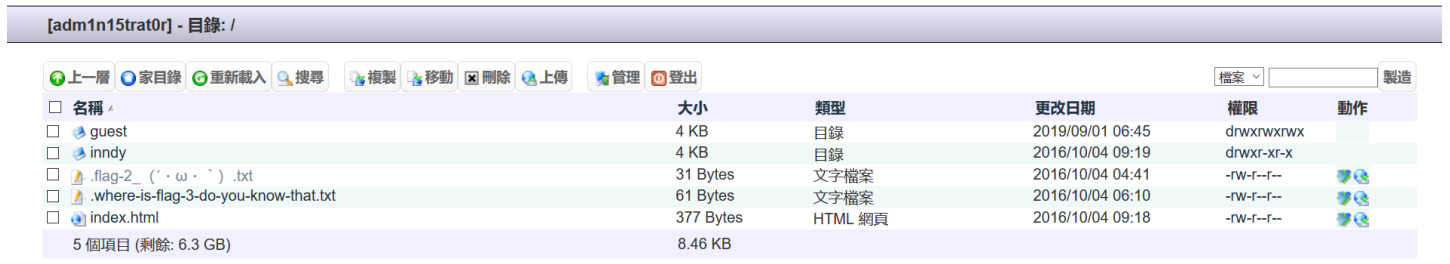 [adm1n15trat0r] - 目錄: /
上一層 家目錄 重新載入 搜尋 複製 移動 刪除 上傳 管理 登出 檔案 製造
名稱 大小 類型 更改日期 權限 動作
guest 4 KB 目錄 2019/09/01 06:45 drwxrwxrwx
inndy 4 KB 目錄 2016/10/04 09:19 drwxr-xr-x
.flag-2_ (´・ω・`) .txt 31 Bytes 文字檔案 2016/10/04 04:41 -rw-r--r--
.where-is-flag-3-do-you-know-that.txt 61 Bytes 文字檔案 2016/10/04 06:10 -rw-r--r--
index.html 377 Bytes HTML 網頁 2016/10/04 09:18 -rw-r--r--
5 個項目 (剩餘: 6.3 GB) 8.46 KB